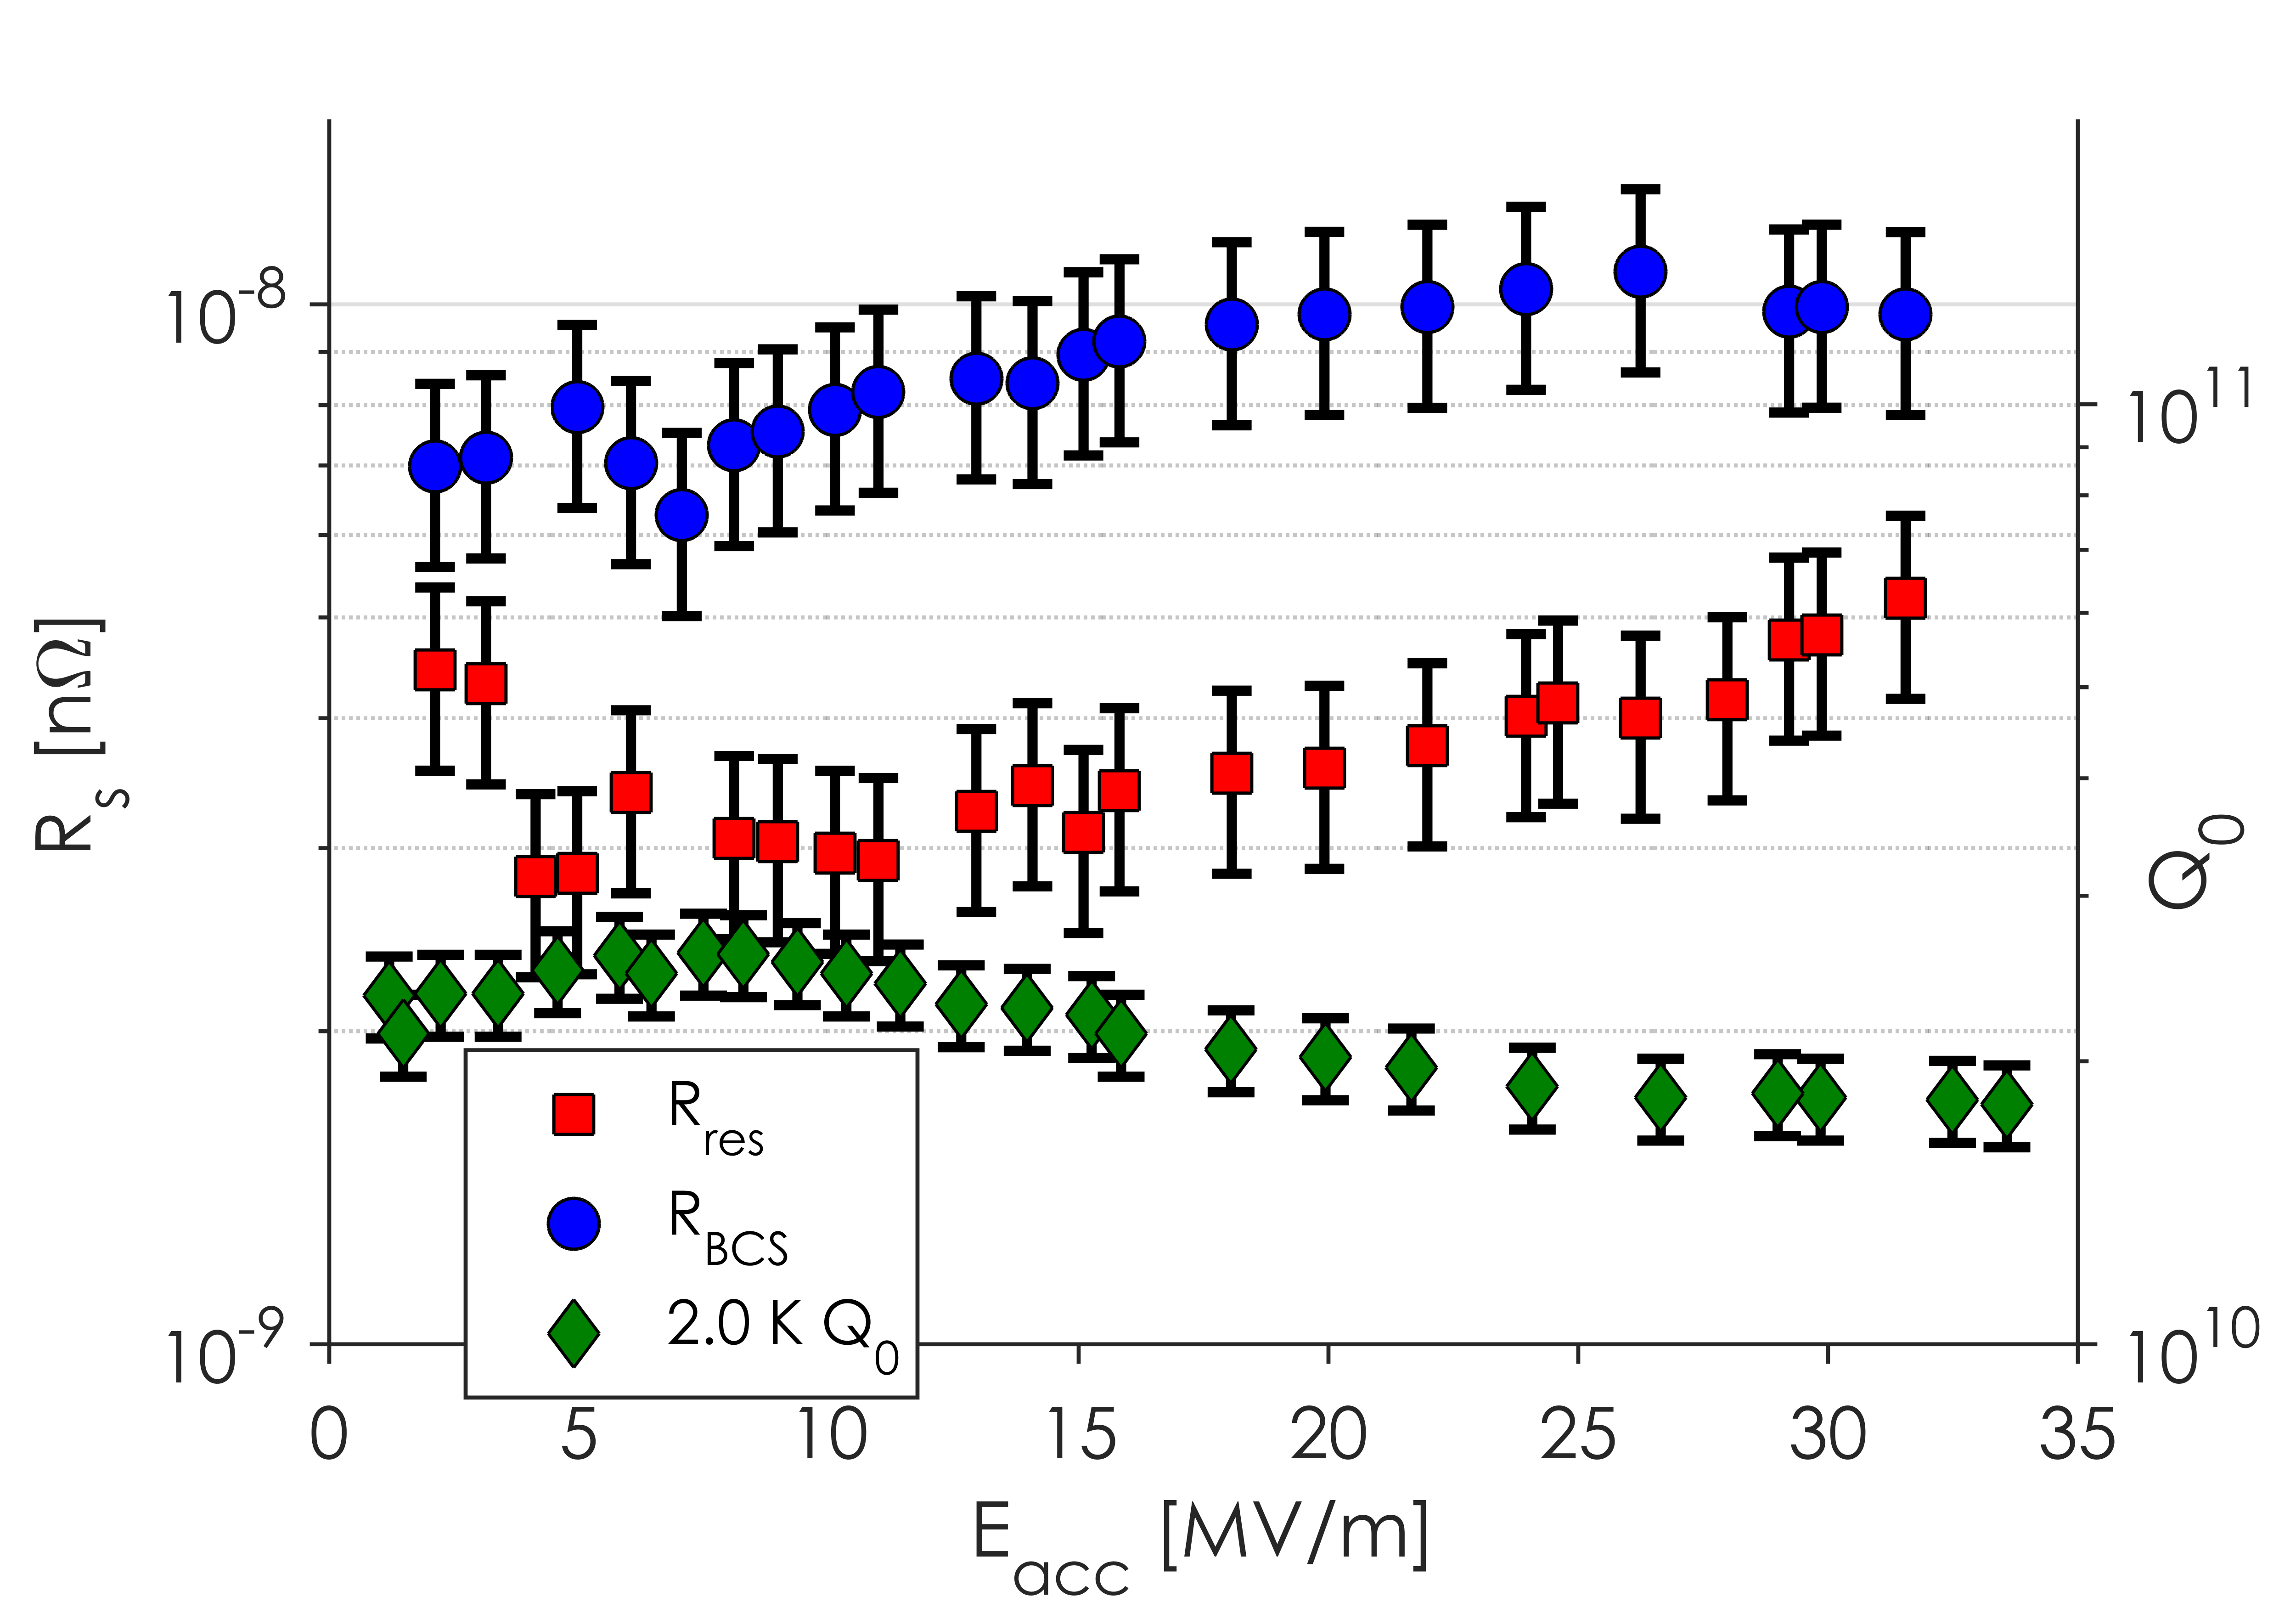 10^-8
10^-9
R_s [nΩ]
10^11
10^10
Q_0
R_res
R_BCS
2.0 K Q_0
0 5 10 15 20 25 30 35
E_acc [MV/m]